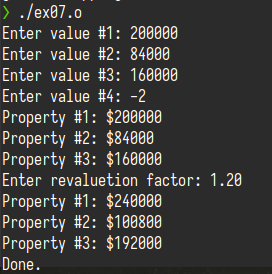 ❯ ./ex07.o
Enter value #1: 200000
Enter value #2: 84000
Enter value #3: 160000
Enter value #4: -2
Property #1: $200000
Property #2: $84000
Property #3: $160000
Enter revaluetion factor: 1.20
Property #1: $240000
Property #2: $100800
Property #3: $192000
Done.